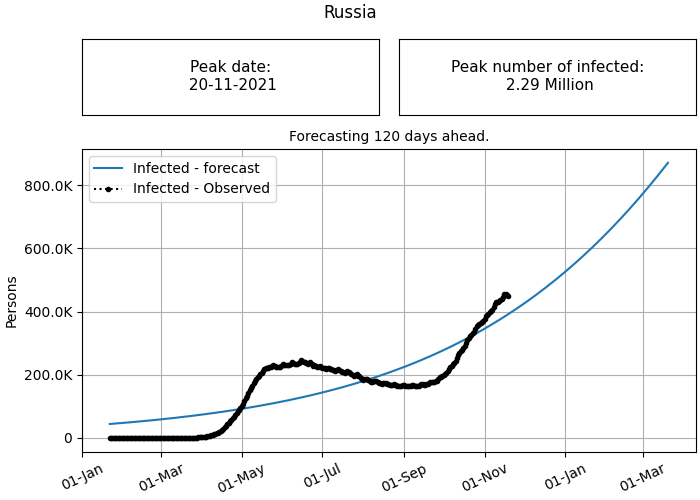 Russia
Peak date:
20-11-2021
Peak number of infected:
2.29 Million
Forecasting 120 days ahead.
Infected - forecast
Infected - Observed
800.0K
600.0K
400.0K
200.0K
0
Persons
01-Jan
01-Mar
01-May
01-Jul
01-Sep
01-Nov
01-Jan
01-Mar